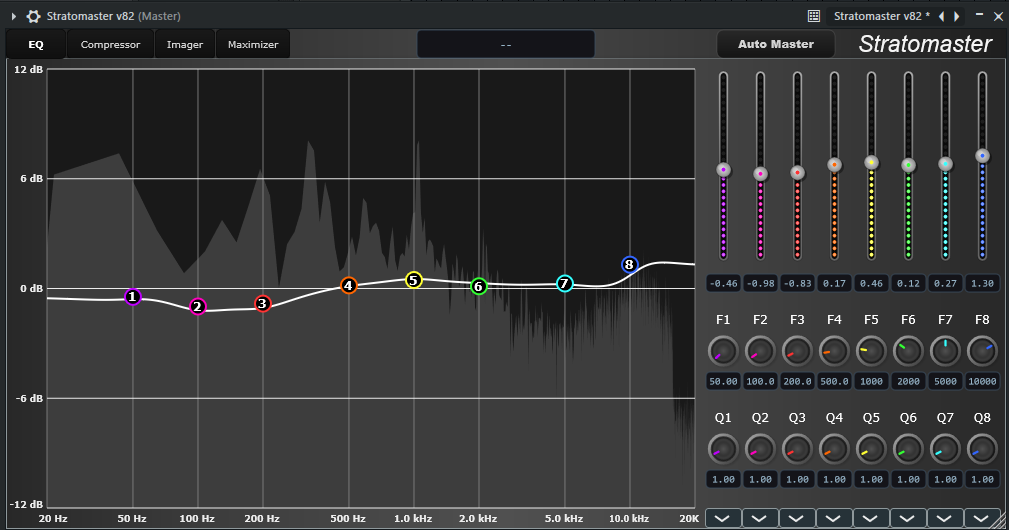 Stratomaster v82 (Master) Stratomaster v82 *
EQ Compressor Imager Maximizer -- Auto Master Stratomaster
12 dB
6 dB
0 dB
-6 dB
-12 dB
1 2 3 4 5 6 7 8
20 Hz 50 Hz 100 Hz 200 Hz 500 Hz 1.0 kHz 2.0 Hz 5.0 Hz 10.0 Hz 20K
-0.46 -0.98 -0.83 0.17 0.46 0.12 0.27 1.30
F1 F2 F3 F4 F5 F6 F7 F8
50.00 100.0 200.0 500.0 1000 2000 5000 10000
Q1 Q2 Q3 Q4 Q5 Q6 Q7 Q8
1.00 1.00 1.00 1.00 1.00 1.00 1.00 1.00